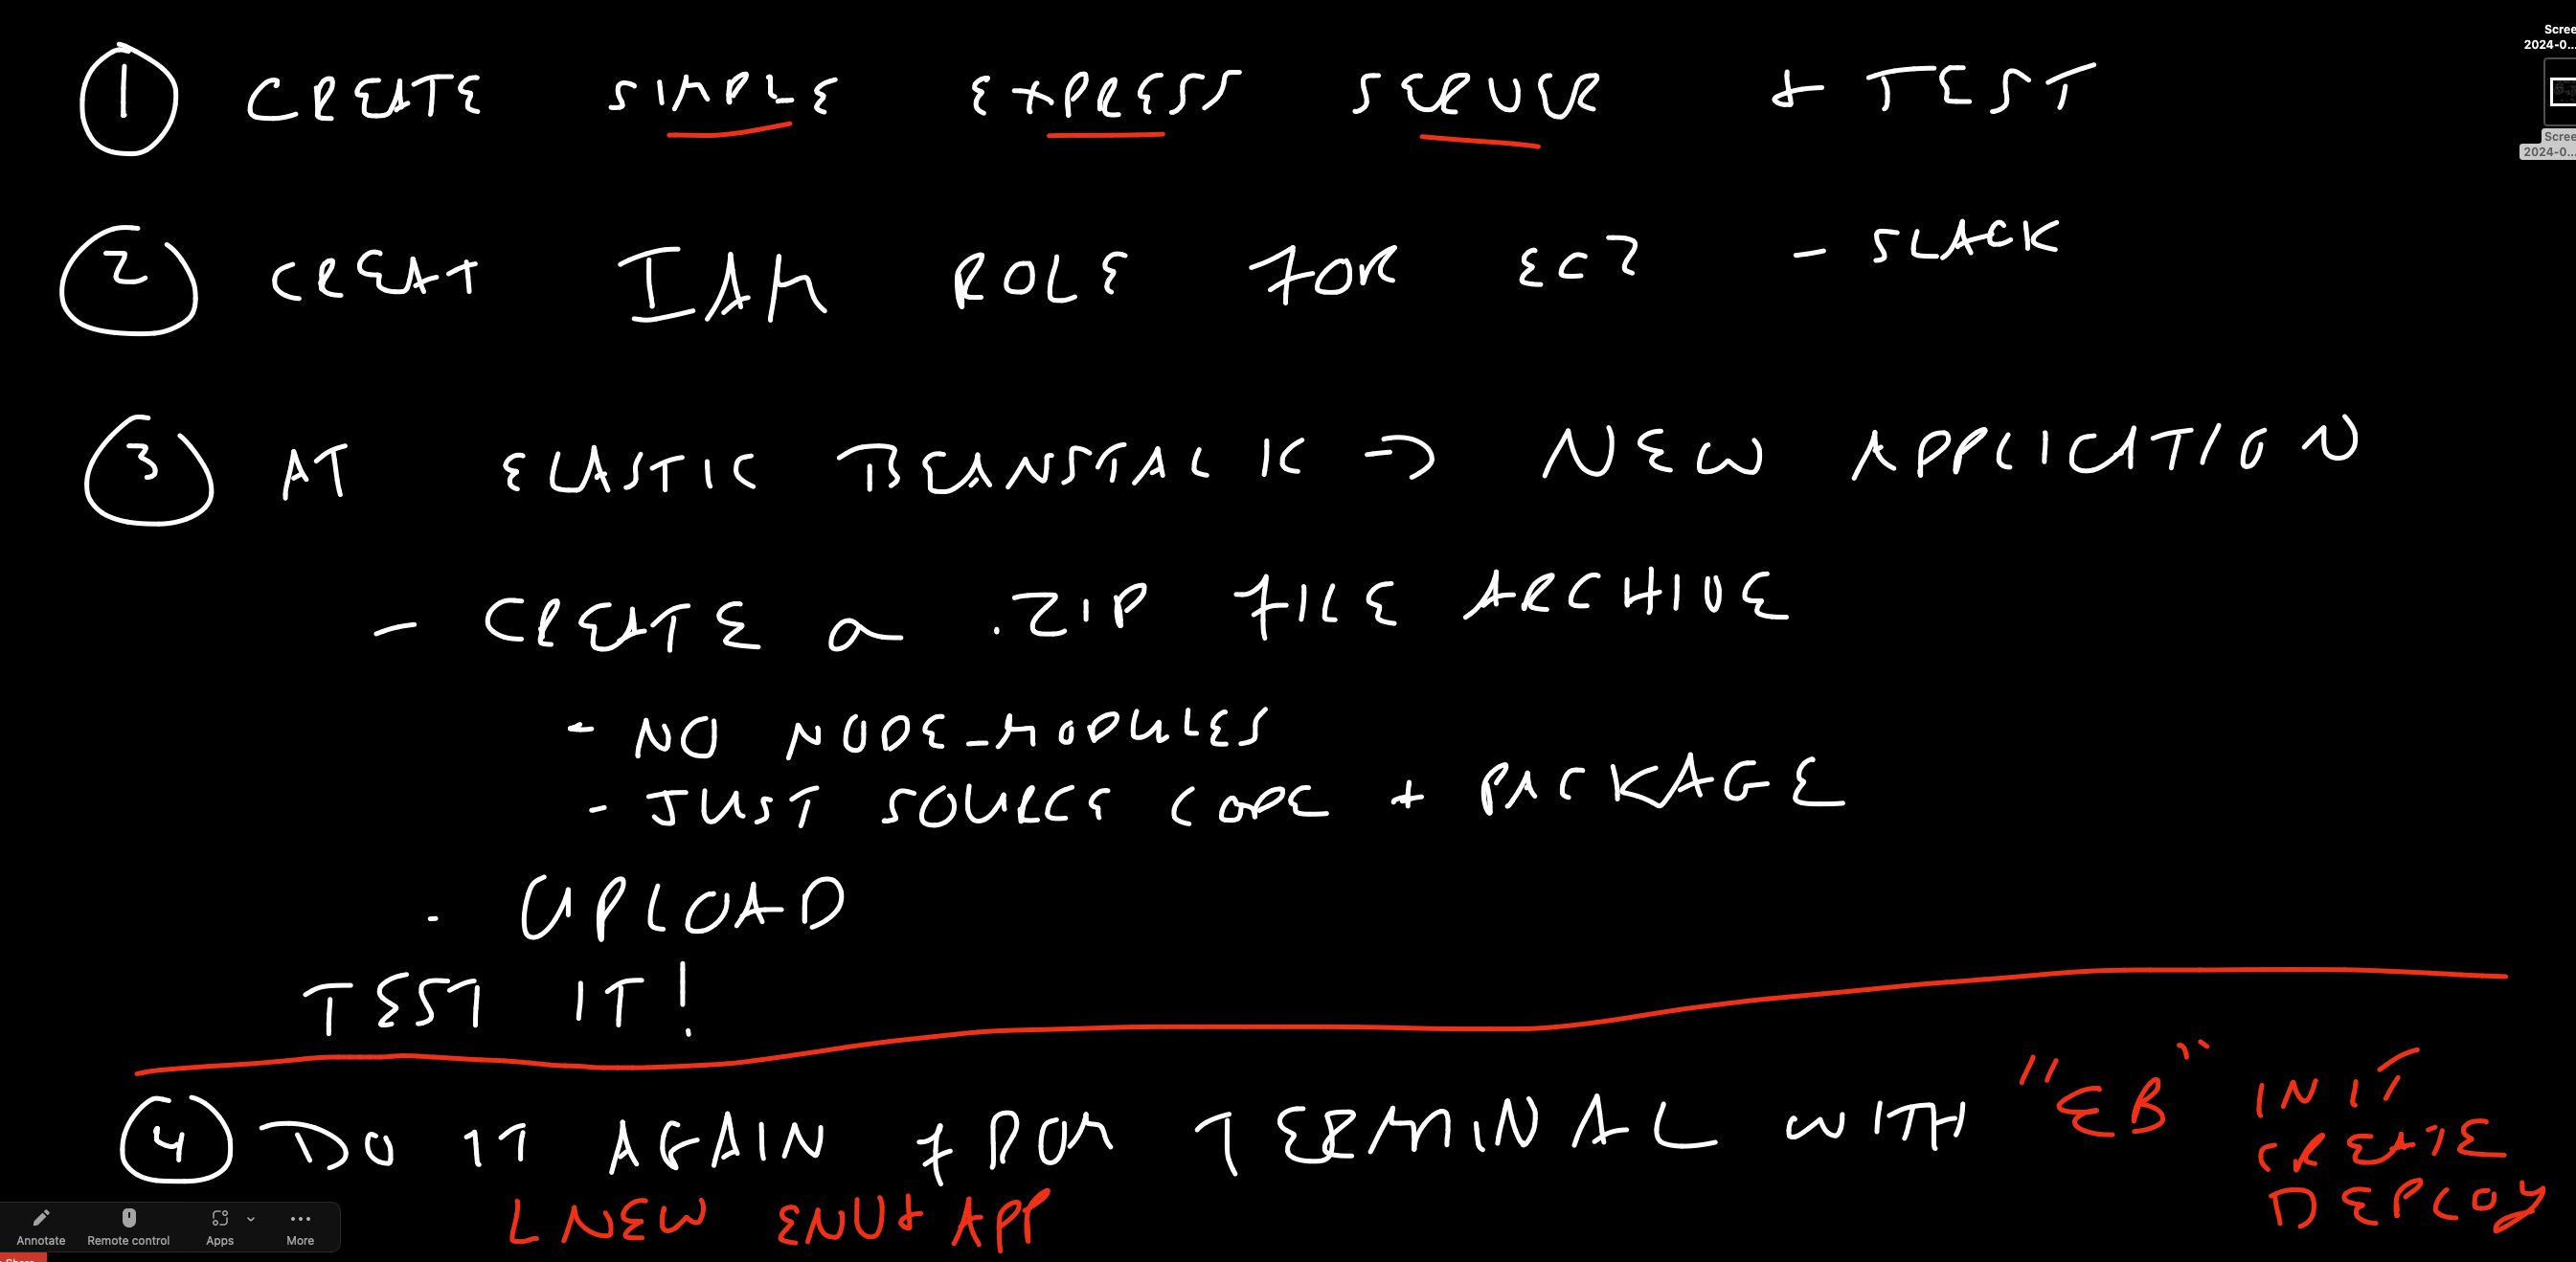 1 CREATE SIMPLE EXPRESS SERVER + TEST
2 CREAT IAM ROLE FOR EC2 - SLACK
3 AT ELASTIC BEANSTALK → NEW APPLICATION
- CREATE a .ZIP FILE ARCHIVE
- NO NODE_MODULES
- JUST SOURCE CODE + PACKAGE
- UPLOAD
TEST IT!
4 DO IT AGAIN FROM TERMINAL WITH "EB" INIT
CREATE
DEPLOY
L NEW ENV + APP
Scree
2024-0...
Scree
2024-0...
Annotate Remote control Apps More